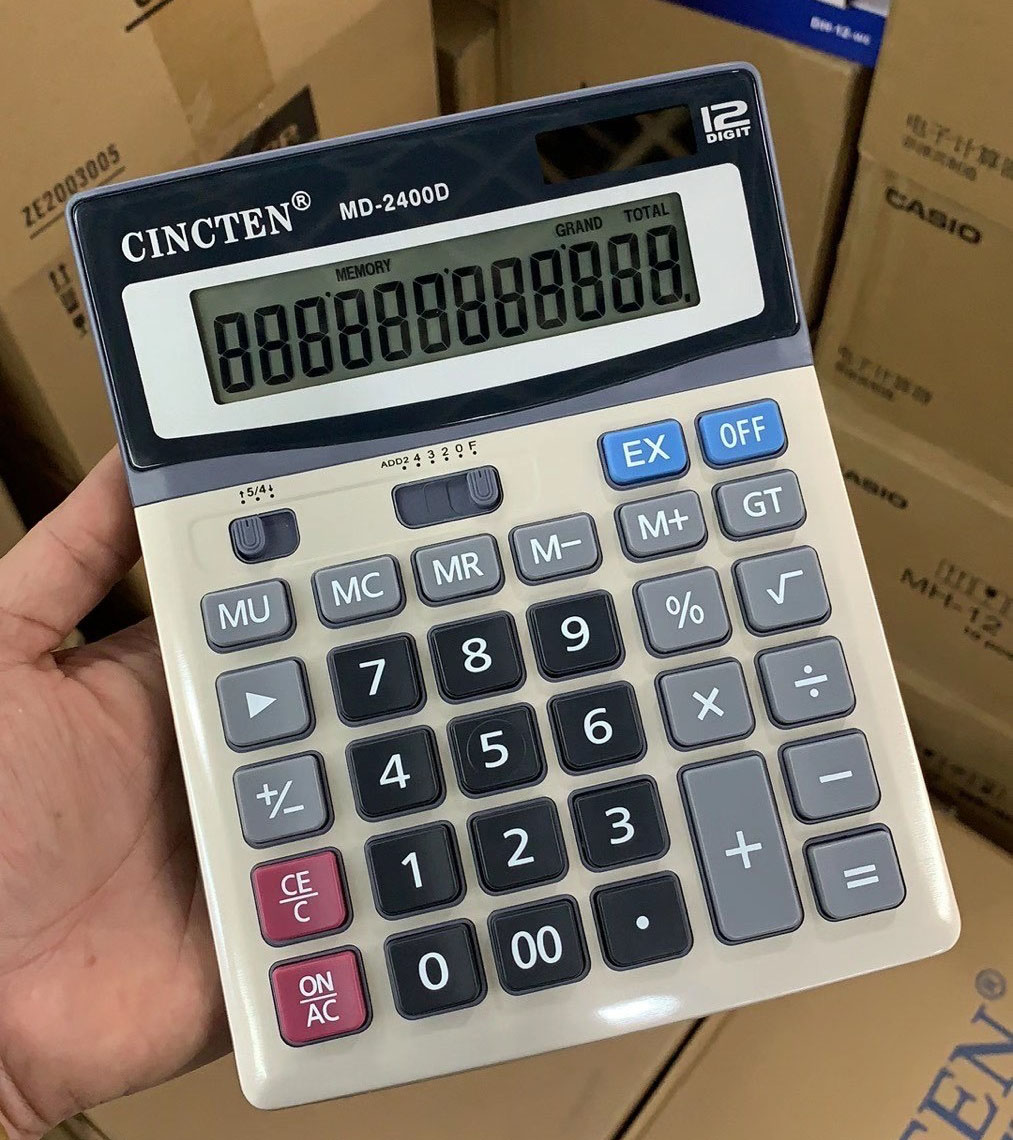 ZE2003005
CASIO
电子计算器
CASIO
MH-12
CINCTEN® MD-2400D
12
DIGIT
MEMORY GRAND TOTAL
888888888888.
↑5/4↓
ADD2 4 3 2 0 F
EX OFF
MU MC MR M− M+ GT
▶ 7 8 9 % √
+/− 4 5 6 × ÷
CE/C 1 2 3 + −
ON/AC 0 00 • =